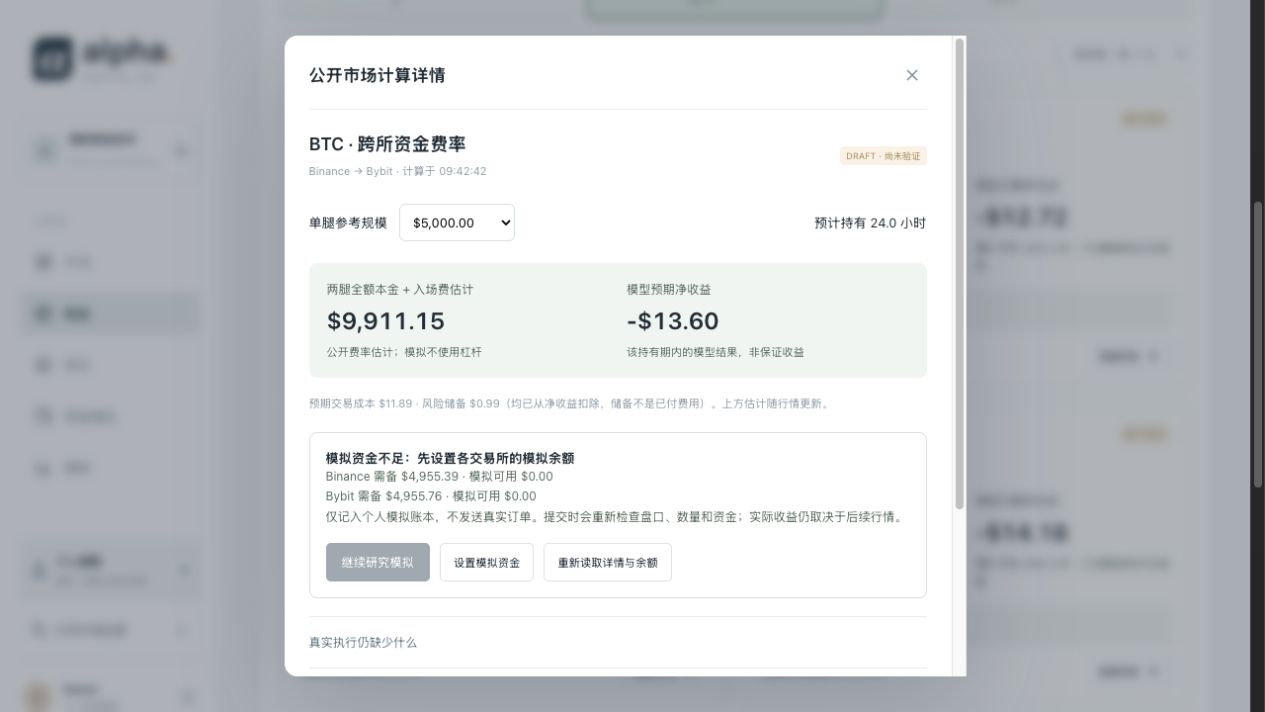 alpha.
公开市场计算详情
BTC · 跨所资金费率
Binance → Bybit · 计算于 09:42:42
DRAFT · 尚未验证
单腿参考规模
$5,000.00
预计持有 24.0 小时
两腿全额本金 + 入场费估计
模型预期净收益
$9,911.15
-$13.60
公开费率估计；模拟不使用杠杆
该持有期内的模型结果，非保证收益
预期交易成本 $11.89 · 风险储备 $0.99（均已从净收益扣除，储备不是已付费用）。上方估计随行情更新。
模拟资金不足：先设置各交易所的模拟余额
Binance 需备 $4,955.39 · 模拟可用 $0.00
Bybit 需备 $4,955.76 · 模拟可用 $0.00
仅记入个人模拟账本，不发送真实订单。提交时会重新检查盘口、数量和资金；实际收益仍取决于后续行情。
继续研究模拟
设置模拟资金
重新读取详情与余额
真实执行仍缺少什么
-$12.72